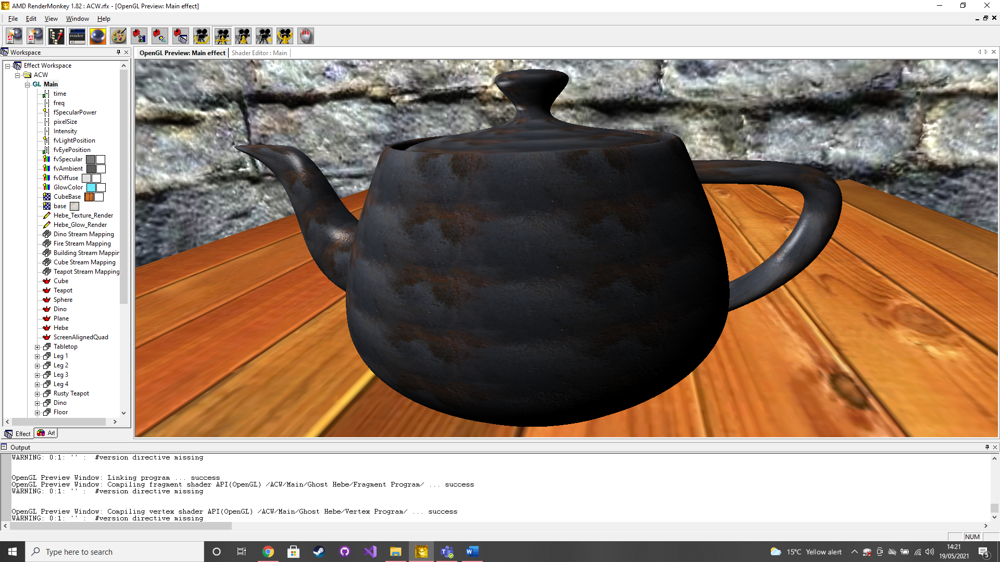 AMD RenderMonkey 1.82 : ACW.rfx - [OpenGL Preview: Main effect]
File Edit View Window Help
render
Workspace
OpenGL Preview: Main effect
Shader Editor : Main
Effect Workspace
ACW
GL Main
time
freq
fSpecularPower
pixelSize
Intensity
fvLightPosition
fvEyePosition
fvSpecular
fvAmbient
fvDiffuse
GlowColor
CubeBase
base
Hebe_Texture_Render
Hebe_Glow_Render
Dino Stream Mapping
Fire Stream Mapping
Building Stream Mappin
Cube Stream Mapping
Teapot Stream Mapping
Cube
Teapot
Sphere
Dino
Plane
Hebe
ScreenAlignedQuad
Tabletop
Leg 1
Leg 2
Leg 3
Leg 4
Rusty Teapot
Dino
Floor
Effect
Art
Output
WARNING: 0:1: '' :  #version directive missing
OpenGL Preview Window: Linking program ... success
OpenGL Preview Window: Compiling fragment shader API(OpenGL) /ACW/Main/Ghost Hebe/Fragment Program/ ... success
WARNING: 0:1: '' :  #version directive missing
OpenGL Preview Window: Compiling vertex shader API(OpenGL) /ACW/Main/Ghost Hebe/Vertex Program/ ... success
WARNING: 0:1: '' :  #version directive missing
NUM
Type here to search
15°C Yellow alert
14:21
19/05/2021
5